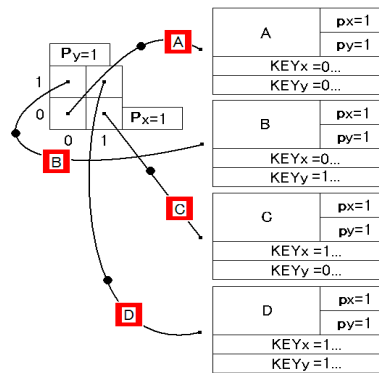 Py=1
1
0
Px=1
0 1
A
B
C
D
A
px=1
py=1
KEYx =0...
KEYy =0...
B
px=1
py=1
KEYx =0...
KEYy =1...
C
px=1
py=1
KEYx =1...
KEYy =0...
D
px=1
py=1
KEYx =1...
KEYy =1...